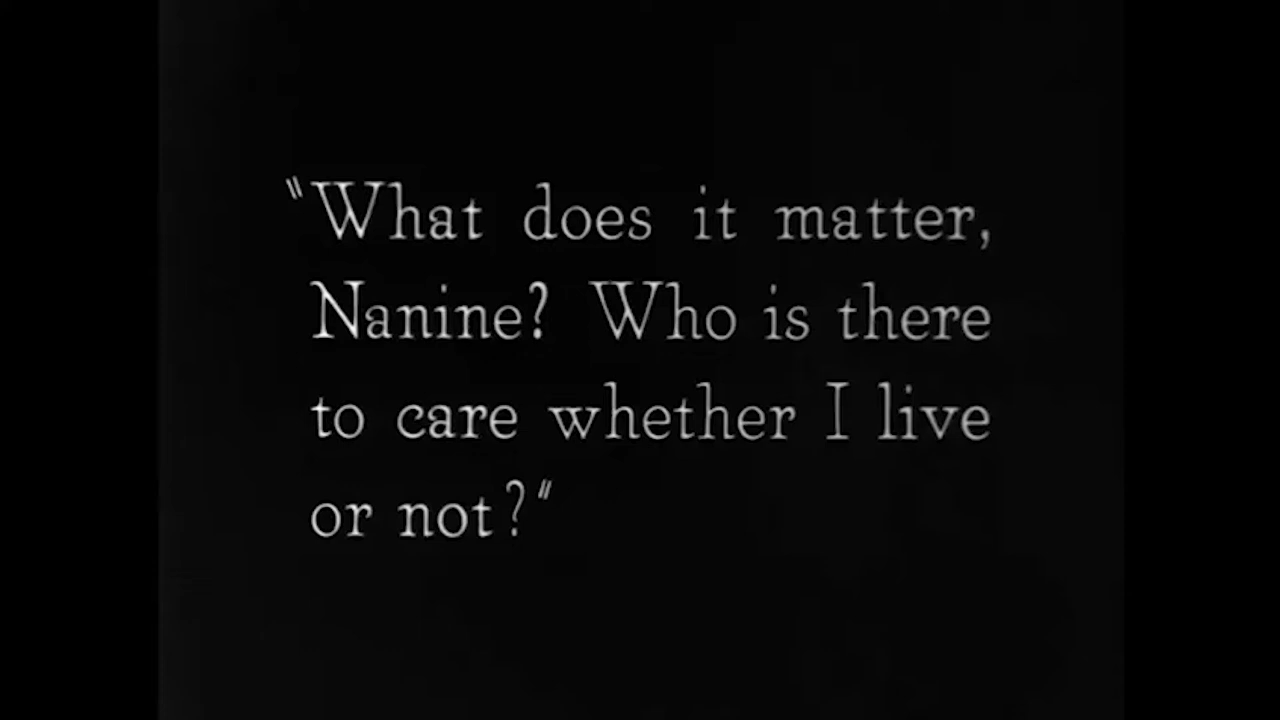 "What does it matter,
Nanine? Who is there
to care whether I live
or not?"